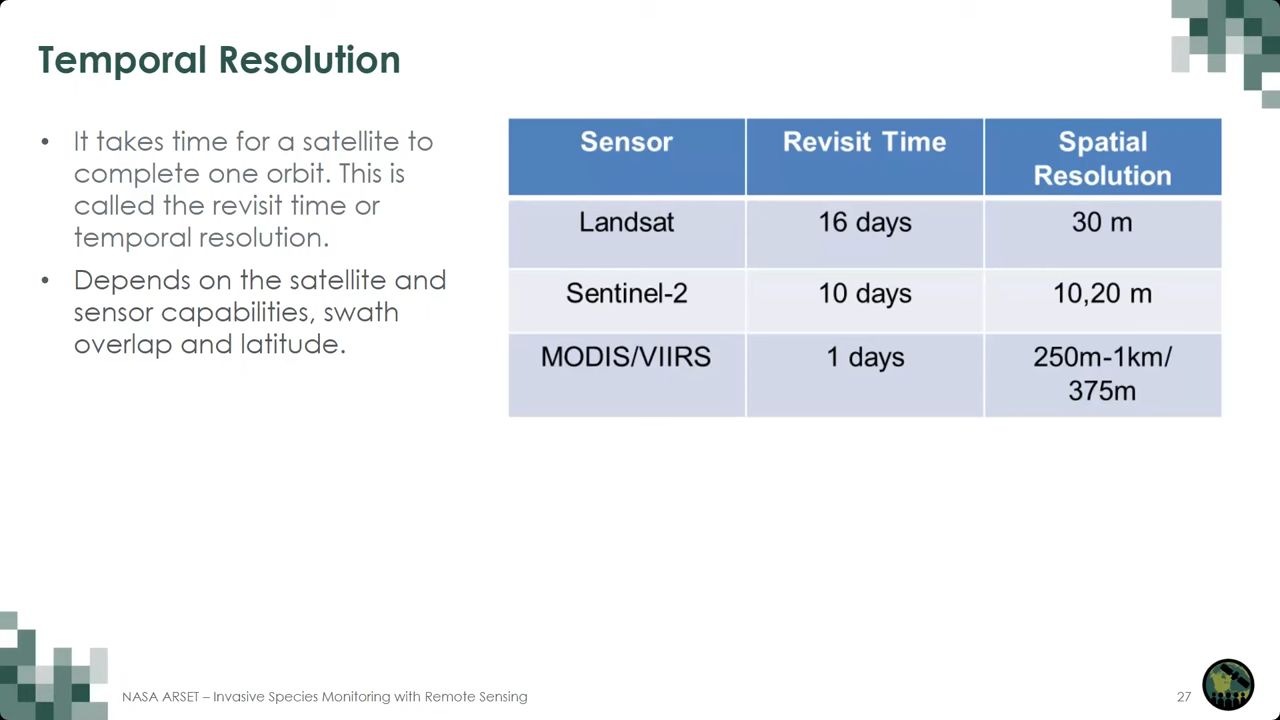 Temporal Resolution
• It takes time for a satellite to
complete one orbit. This is
called the revisit time or
temporal resolution.
• Depends on the satellite and
sensor capabilities, swath
overlap and latitude.
Sensor Revisit Time Spatial
Resolution
Landsat 16 days 30 m
Sentinel-2 10 days 10,20 m
MODIS/VIIRS 1 days 250m-1km/
375m
NASA ARSET – Invasive Species Monitoring with Remote Sensing 27